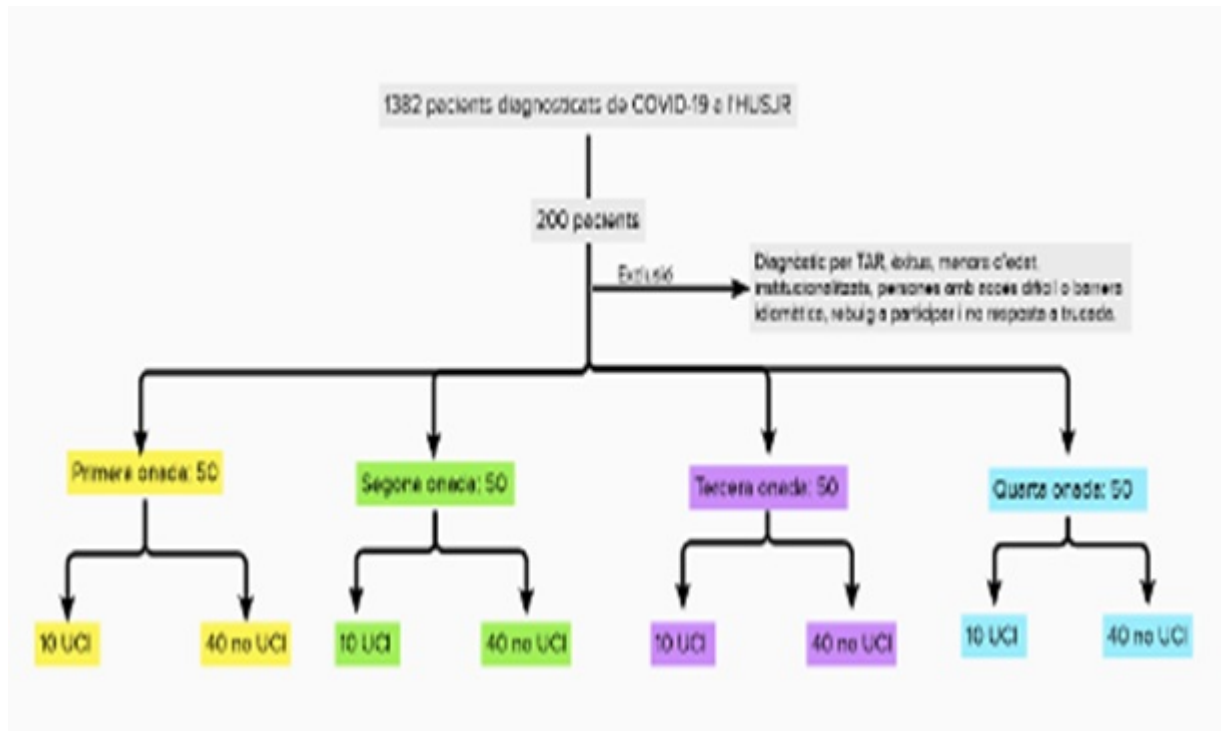 1382 pacients diagnosticats de COVID-19 a l'HUSJR
200 pacients
Exclusió
Diagnòstic per TAR, èxitus, menors d'edat,
institucionalitzats, persones amb accés difícil o barrera
idiomàtica, rebuig a participar i no resposta a trucada.
Primera onada: 50
Segona onada: 50
Tercera onada: 50
Quarta onada: 50
10 UCI
40 no UCI
10 UCI
40 no UCI
10 UCI
40 no UCI
10 UCI
40 no UCI